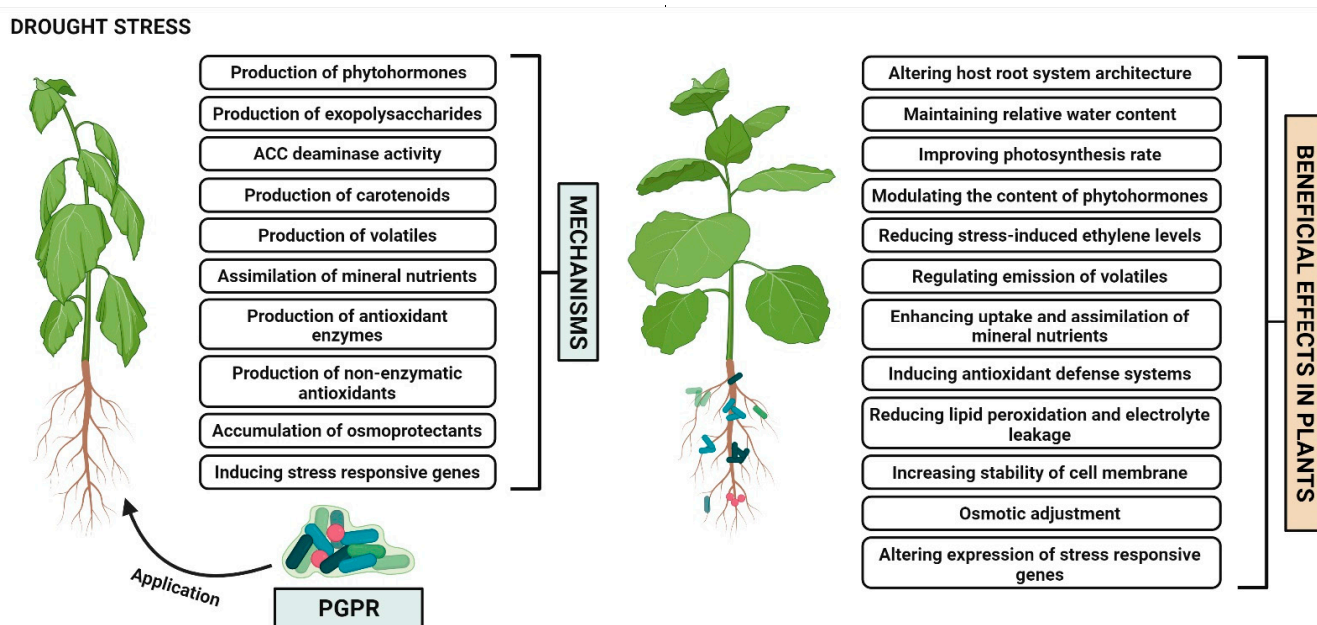 DROUGHT STRESS
Production of phytohormones
Production of exopolysaccharides
ACC deaminase activity
Production of carotenoids
Production of volatiles
Assimilation of mineral nutrients
Production of antioxidant
enzymes
Production of non-enzymatic
antioxidants
Accumulation of osmoprotectants
Inducing stress responsive genes
MECHANISMS
Application
PGPR
Altering host root system architecture
Maintaining relative water content
Improving photosynthesis rate
Modulating the content of phytohormones
Reducing stress-induced ethylene levels
Regulating emission of volatiles
Enhancing uptake and assimilation of
mineral nutrients
Inducing antioxidant defense systems
Reducing lipid peroxidation and electrolyte
leakage
Increasing stability of cell membrane
Osmotic adjustment
Altering expression of stress responsive
genes
BENEFICIAL EFFECTS IN PLANTS